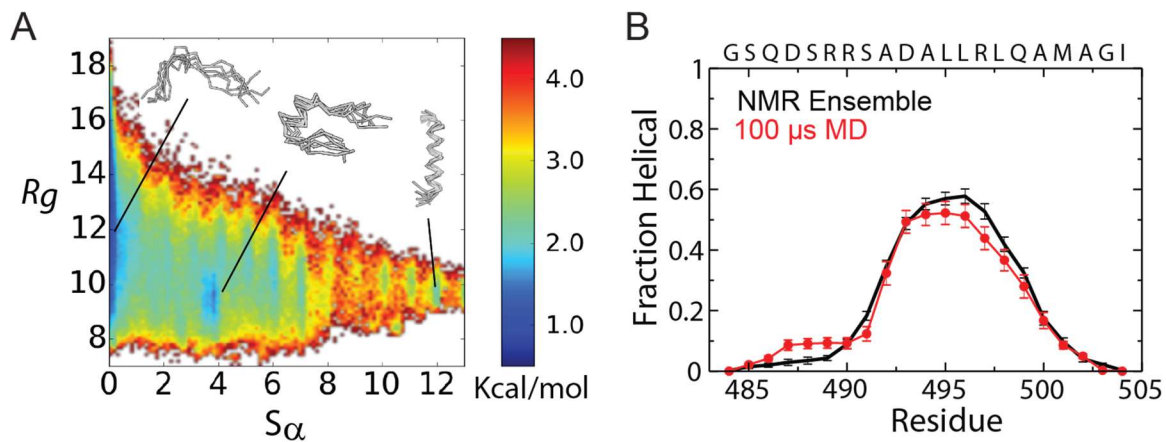 A
Rg
18
16
14
12
10
8
0 2 4 6 8 10 12
Sα
4.0
3.0
2.0
1.0
Kcal/mol
B
GSQDSRRSADALLRLQAMAGI
NMR Ensemble
100 µs MD
Fraction Helical
1
0.8
0.6
0.4
0.2
0
485 490 495 500 505
Residue